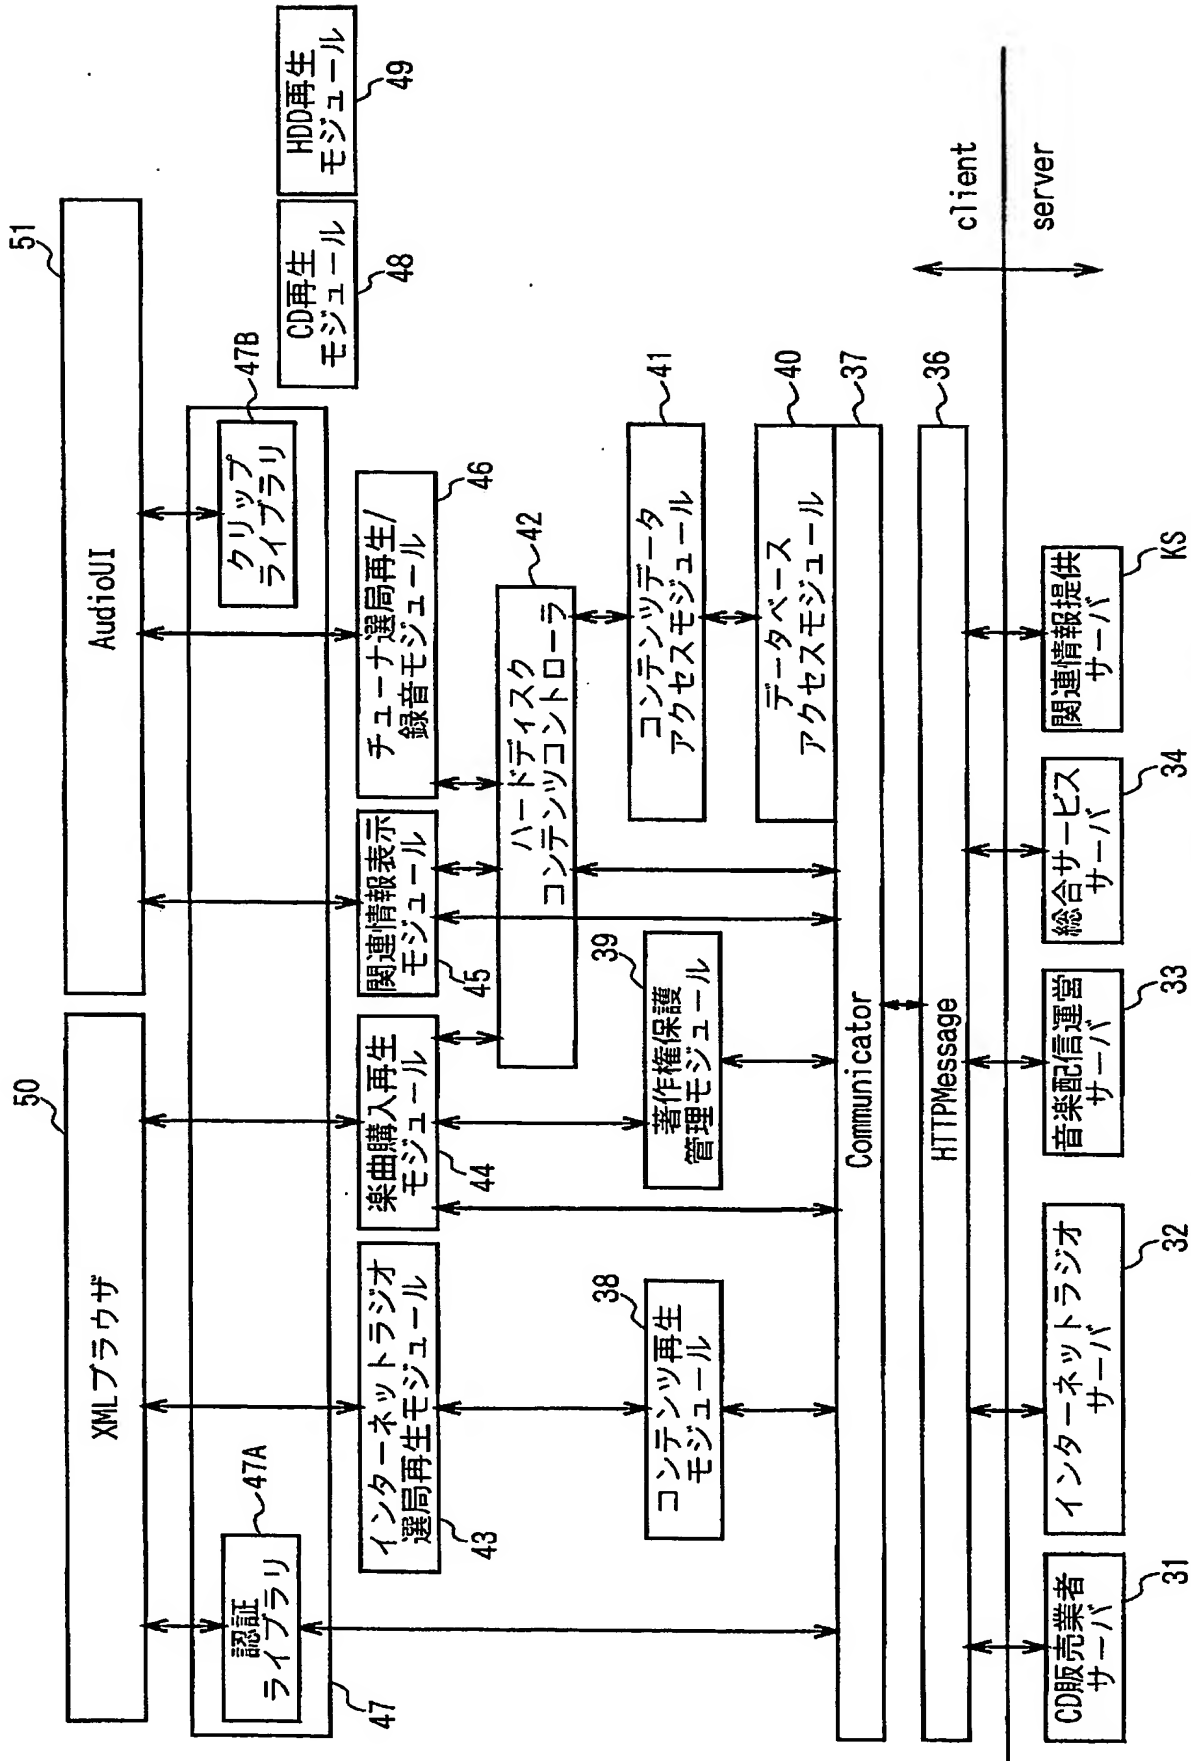 50
51
XMLブラウザ
AudioUI
47A
47B
認証
ライブラリ
クリップ
ライブラリ
47
CD再生
モジュール
48
HDD再生
モジュール
49
インターネットラジオ
選局再生モジュール
43
楽曲購入再生
モジュール
44
関連情報表示
モジュール
45
チューナ選局再生/
録音モジュール
46
ハードディスク
コンテンツコントローラ
42
コンテンツ再生
モジュール
38
著作権保護
管理モジュール
39
コンテンツデータ
アクセスモジュール
41
データベース
アクセスモジュール
40
Communicator
37
HTTPMessage
36
client
server
CD販売業者
サーバ
31
インターネットラジオ
サーバ
32
音楽配信運営
サーバ
33
総合サービス
サーバ
34
関連情報提供
サーバ
KS